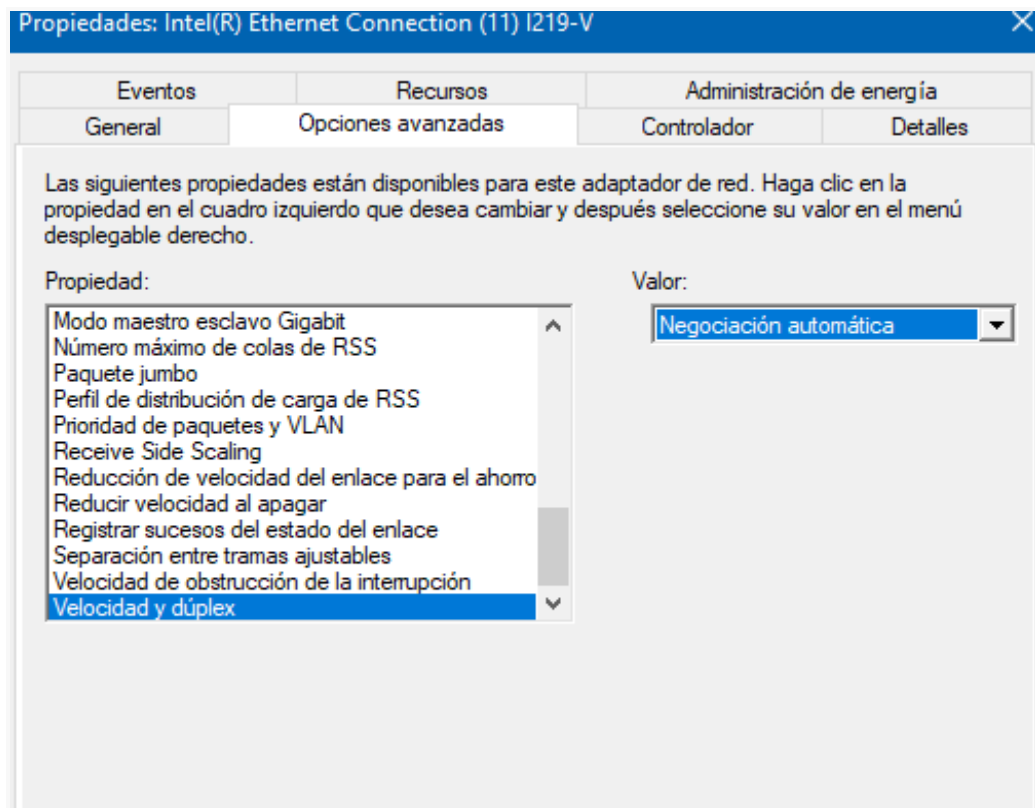 Propiedades: Intel(R) Ethernet Connection (11) I219-V
Eventos Recursos Administración de energía
General Opciones avanzadas Controlador Detalles
Las siguientes propiedades están disponibles para este adaptador de red. Haga clic en la
propiedad en el cuadro izquierdo que desea cambiar y después seleccione su valor en el menú
desplegable derecho.
Propiedad: Valor:
Modo maestro esclavo Gigabit Negociación automática
Número máximo de colas de RSS
Paquete jumbo
Perfil de distribución de carga de RSS
Prioridad de paquetes y VLAN
Receive Side Scaling
Reducción de velocidad del enlace para el ahorro
Reducir velocidad al apagar
Registrar sucesos del estado del enlace
Separación entre tramas ajustables
Velocidad de obstrucción de la interrupción
Velocidad y dúplex